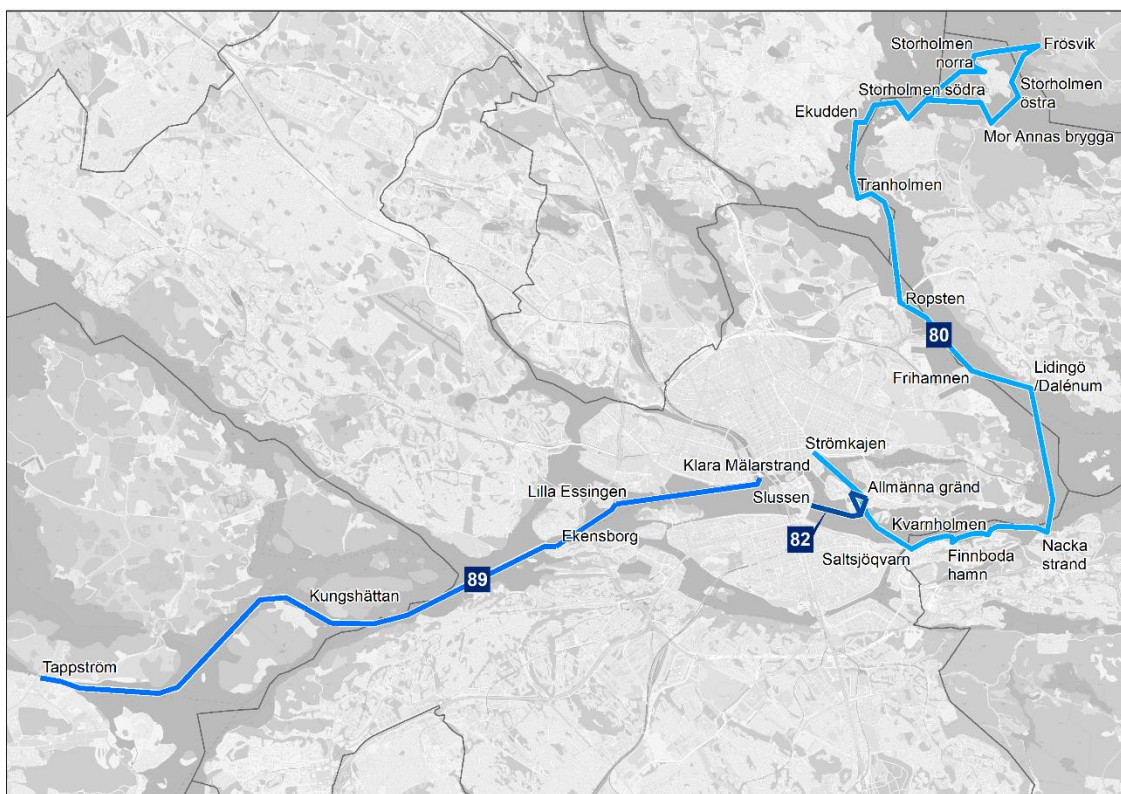 Storholmen
norra
Frösvik
Storholmen södra
Storholmen
östra
Ekudden
Mor Annas brygga
Tranholmen
Ropsten
80
Frihamnen
Lidingö
/Dalénum
Strömkajen
Klara Mälarstrand
Allmänna gränd
Lilla Essingen
Slussen
Kvarnholmen
Ekensborg
82
Saltsjöqvarn
Finnboda
hamn
Nacka
strand
89
Kungshättan
Tappström